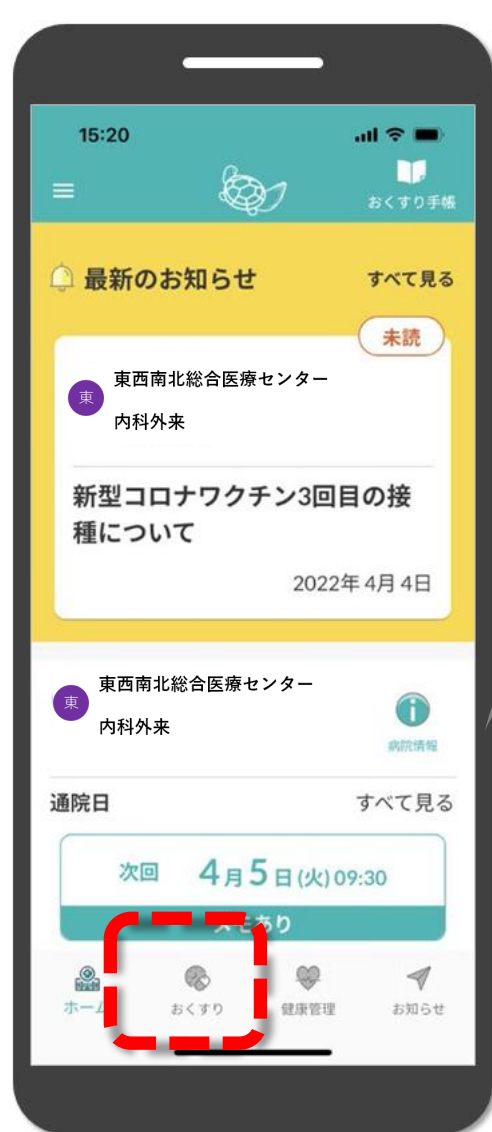 15:20
おくすり手帳
最新のお知らせ
すべて見る
未読
東
東西南北総合医療センター
内科外来
新型コロナワクチン3回目の接
種について
2022年 4月 4日
東
東西南北総合医療センター
内科外来
病院情報
通院日
すべて見る
次回 4月5日(火)09:30
メモあり
ホーム
おくすり
健康管理
お知らせ